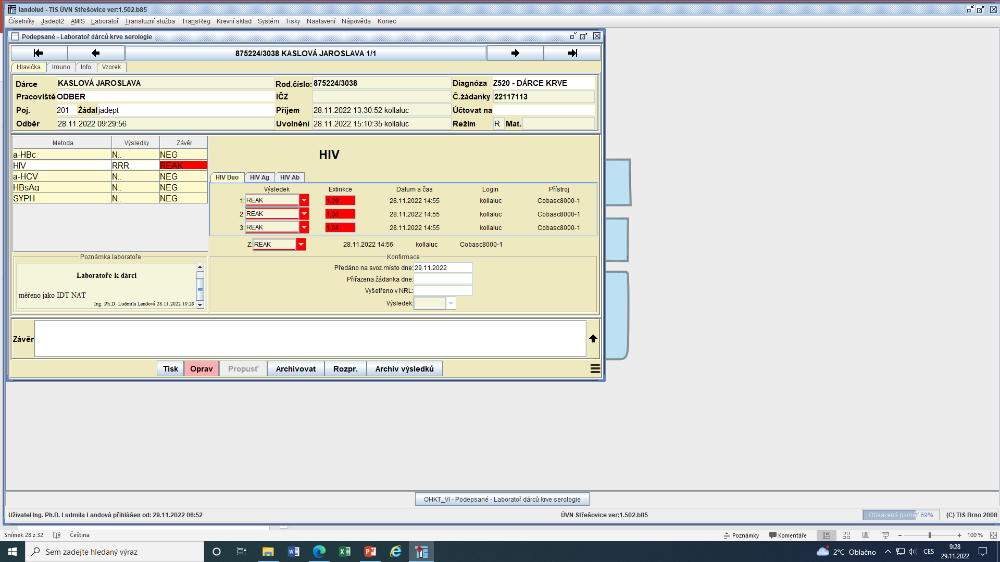 landolud - TIS ÚVN Střešovice ver:1.502.b85
Číselníky Jadept2 AMIS Laboratoř Transfuzní služba TransReg Krevní sklad Systém Tisky Nastavení Nápověda Konec
Podepsané - Laboratoř dárců krve serologie
875224/3038 KASLOVÁ JAROSLAVA 1/1
Hlavička Imuno Info Vzorek
Dárce KASLOVÁ JAROSLAVA Rod.číslo: 875224/3038 Diagnóza Z520 - DÁRCE KRVE
Pracoviště ODBER IČZ Č.žádanky 22117113
Poj. 201 Žádal jadept Příjem 28.11.2022 13:30:52 kollaluc Účtovat na
Odběr 28.11.2022 09:29:56 Uvolnění 28.11.2022 15:10:35 kollaluc Režim R Mat.
Metoda Výsledky Závěr
a-HBc N.. NEG
HIV RRR REAK
a-HCV N.. NEG
HBsAg N.. NEG
SYPH N.. NEG
HIV
HIV Duo HIV Ag HIV Ab
Výsledek Extinkce Datum a čas Login Přístroj
1: REAK 1,09 28.11.2022 14:55 kollaluc Cobasc8000-1
2: REAK 1,06 28.11.2022 14:55 kollaluc Cobasc8000-1
3: REAK 1,04 28.11.2022 14:55 kollaluc Cobasc8000-1
Z: REAK 28.11.2022 14:56 kollaluc Cobasc8000-1
Poznámka laboratoře
Laboratoře k dárci
měřeno jako IDT NAT
Ing. Ph.D. Ludmila Landová 28.11.2022 19:29
Konfirmace
Předáno na svoz.místo dne: 29.11.2022
Přiřazena žádanka dne:
Vyšetřeno v NRL:
Výsledek:
Závěr
Tisk Oprav Propusť Archivovat Rozpr. Archiv výsledků
OHKT_VI - Podepsané - Laboratoř dárců krve serologie
Uživatel Ing. Ph.D. Ludmila Landová přihlášen od: 29.11.2022 06:52 ÚVN Střešovice ver:1.502.b85 Obsazená paměť 69% (C) TIS Brno 2008
Snímek 28 z 32 Čeština Poznámky Komentáře 100 %
Sem zadejte hledaný výraz 2°C Oblačno CES 9:28
29.11.2022